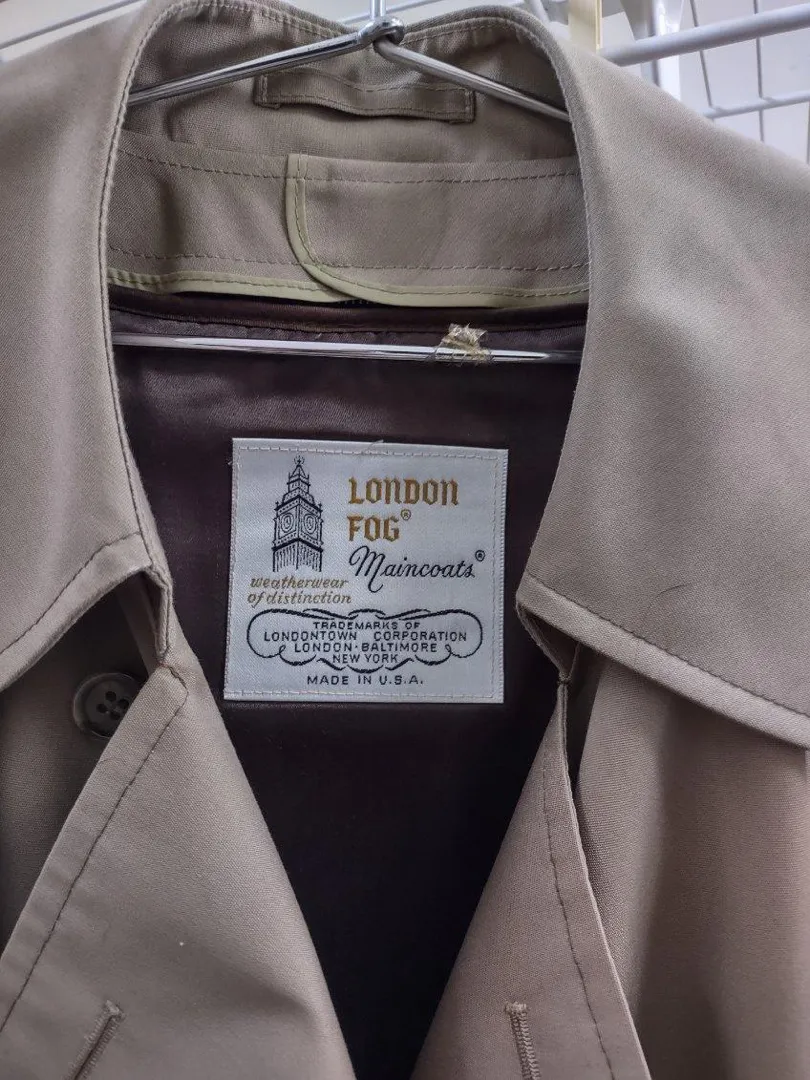 LONDON
FOG®
Maincoats®
weatherwear
of distinction
TRADEMARKS OF
LONDONTOWN CORPORATION
LONDON·BALTIMORE
NEW YORK
MADE IN U.S.A.